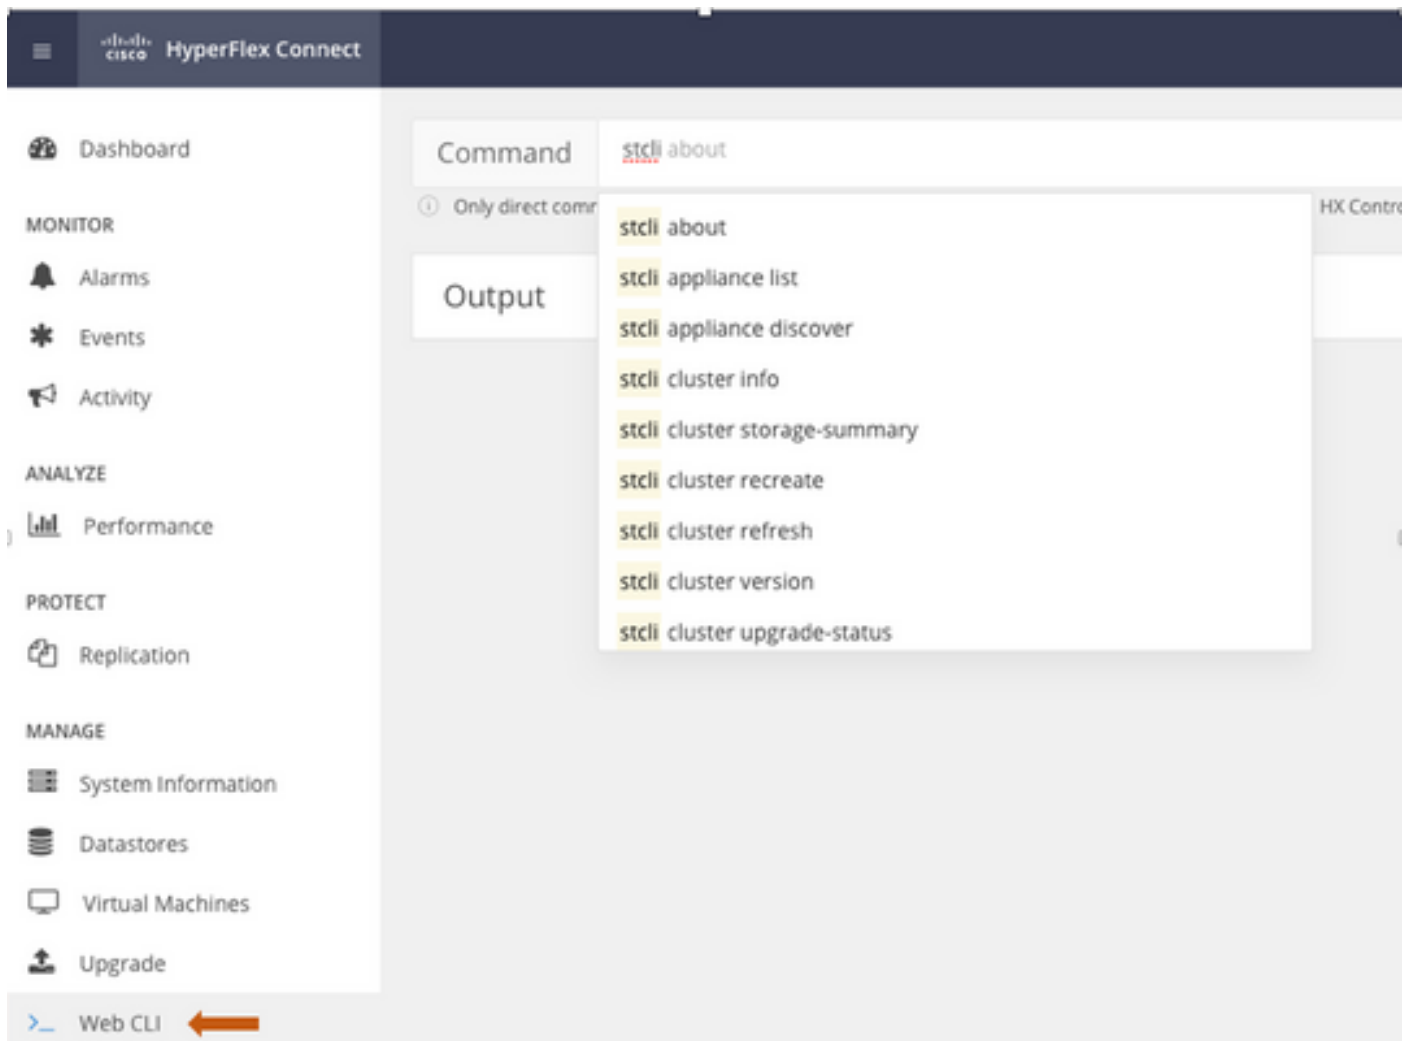 CISCO HyperFlex Connect
Dashboard
MONITOR
Alarms
Events
Activity
ANALYZE
Performance
PROTECT
Replication
MANAGE
System Information
Datastores
Virtual Machines
Upgrade
>_ Web CLI
Command stcli about
Only direct comm HX Contro
stcli about
stcli appliance list
stcli appliance discover
stcli cluster info
stcli cluster storage-summary
stcli cluster recreate
stcli cluster refresh
stcli cluster version
stcli cluster upgrade-status
Output